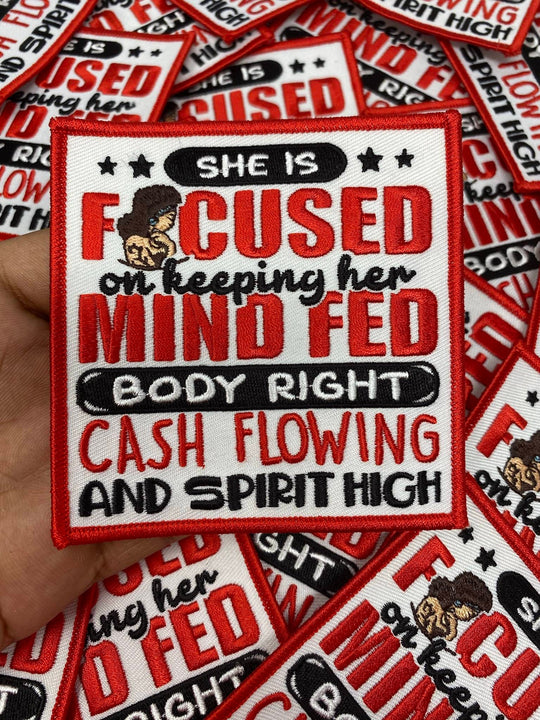 SHE IS
FOCUSED
on keeping her
MIND FED
BODY RIGHT
CASH FLOWING
AND SPIRIT HIGH